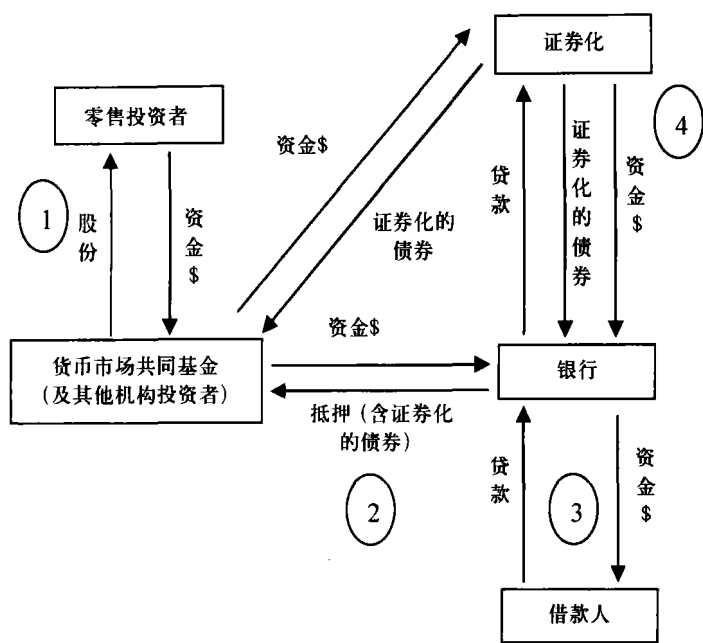 证券化
零售投资者
资金$
4
1
股份
资金$
证券化的
债券
贷款
证券化的债券
资金$
货币市场共同基金
(及其他机构投资者)
资金$
抵押(含证券化
的债券)
银行
2
贷款
3
资金$
借款人